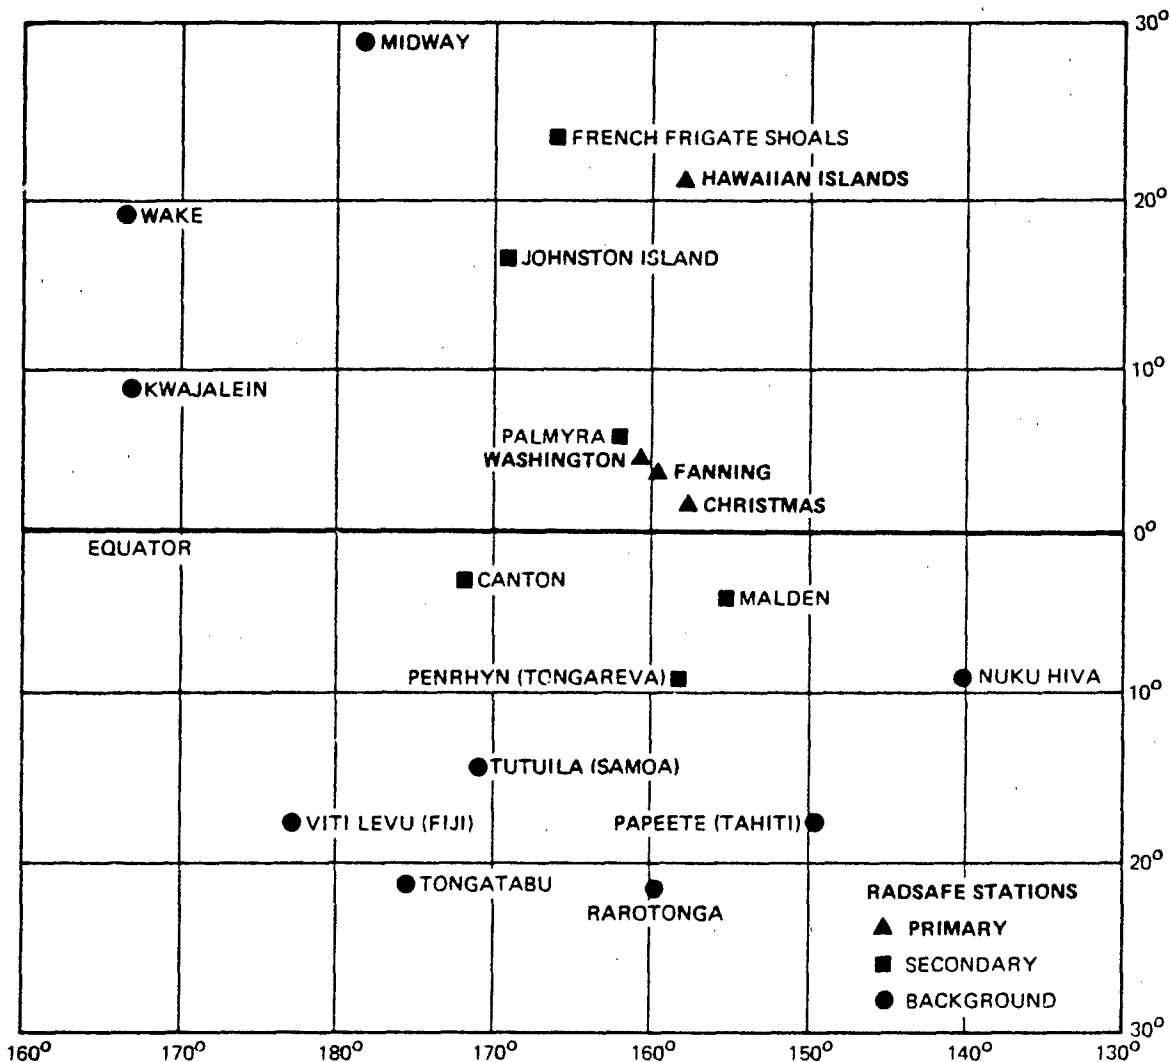 30°
MIDWAY
FRENCH FRIGATE SHOALS
HAWAIIAN ISLANDS
20°
WAKE
JOHNSTON ISLAND
10°
KWAJALEIN
PALMYRA
WASHINGTON
FANNING
CHRISTMAS
0°
EQUATOR
CANTON
MALDEN
PENRHYN (TONGAREVA)
NUKU HIVA
10°
TUTUILA (SAMOA)
VITI LEVU (FIJI)
PAPEETE (TAHITI)
20°
TONGATABU
RAROTONGA
RADSAFE STATIONS
PRIMARY
SECONDARY
BACKGROUND
30°
160° 170° 180° 170° 160° 150° 140° 130°